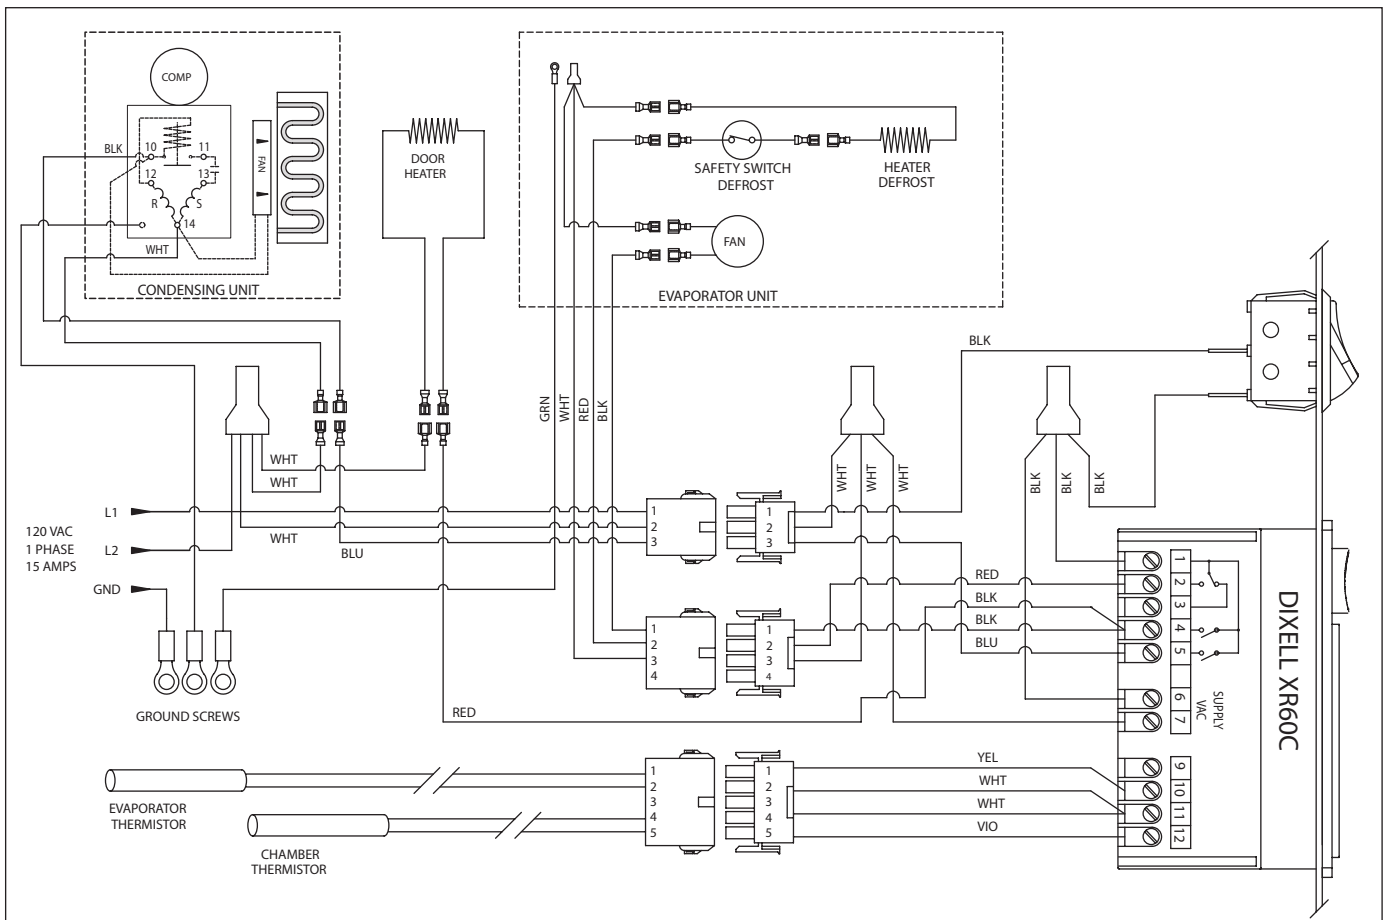 COMP
BLK
10
11
12
13
R
S
14
WHT
FAN
CONDENSING UNIT
DOOR
HEATER
SAFETY SWITCH
DEFROST
HEATER
DEFROST
FAN
EVAPORATOR UNIT
GRN
WHT
RED
BLK
BLK
WHT
WHT
WHT
BLK
BLK
BLK
WHT
WHT
WHT
BLU
120 VAC
1 PHASE
15 AMPS
L1
L2
GND
GROUND SCREWS
1
2
3
1
2
3
1
2
3
4
1
2
3
4
RED
BLK
BLK
BLU
RED
1
2
3
4
5
6
7
SUPPLY
VAC
9
10
11
12
DIXELL XR60C
EVAPORATOR
THERMISTOR
CHAMBER
THERMISTOR
1
2
3
4
5
1
2
3
4
5
YEL
WHT
WHT
VIO